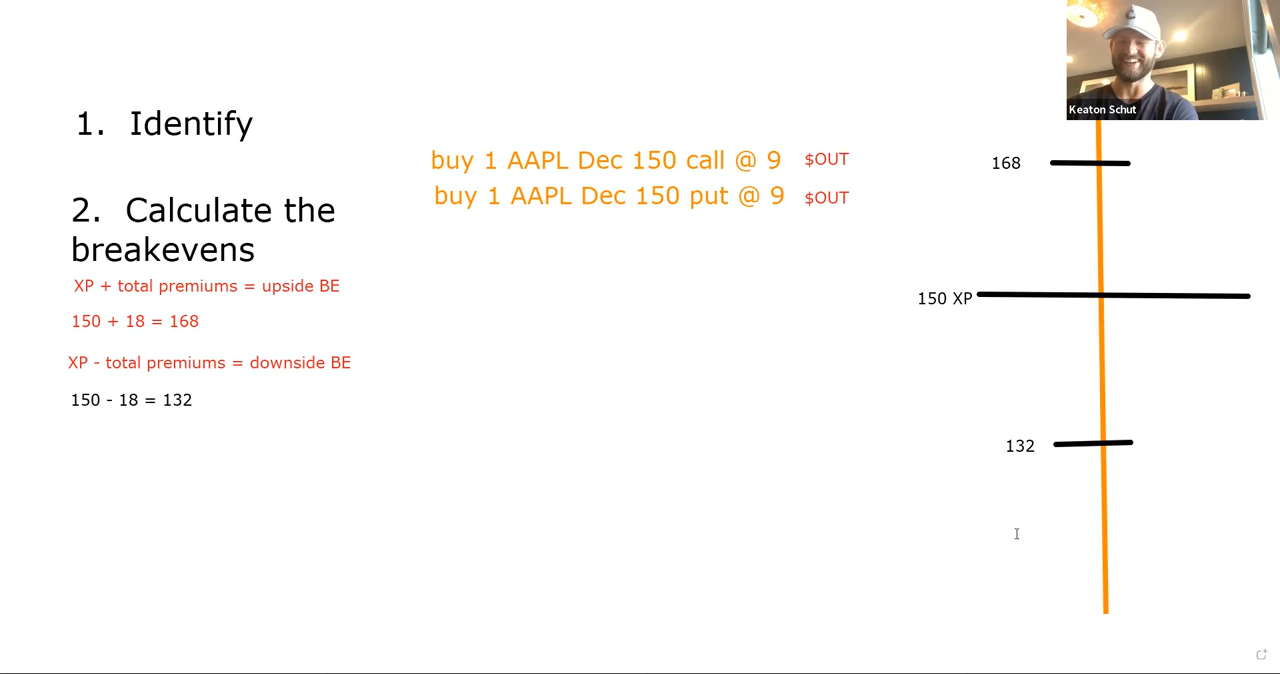 Keaton Schut
1. Identify
buy 1 AAPL Dec 150 call @ 9 $OUT
buy 1 AAPL Dec 150 put @ 9 $OUT
2. Calculate the
breakevens
XP + total premiums = upside BE
150 + 18 = 168
XP - total premiums = downside BE
150 - 18 = 132
168
150 XP
132